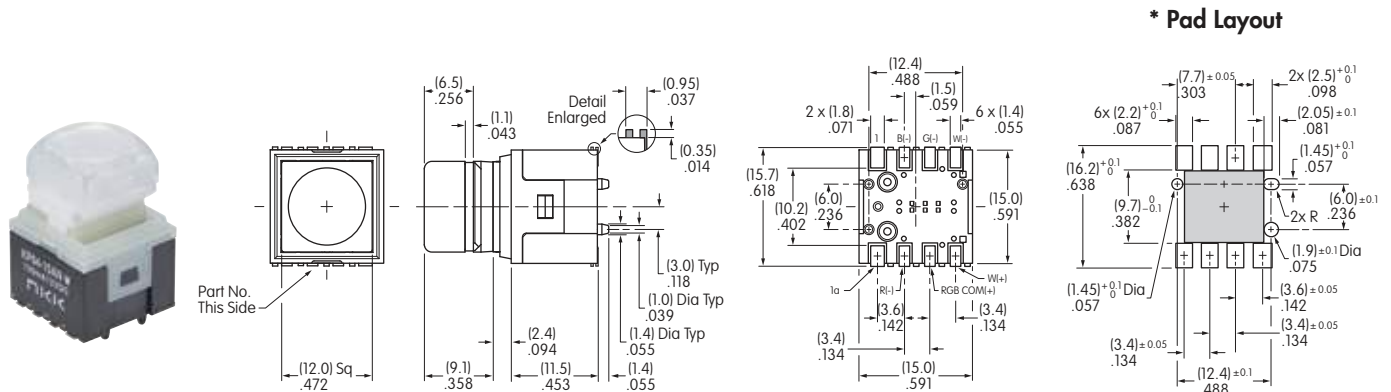 * Pad Layout
(6.5)
.256
(1.1)
.043
Detail
Enlarged
(0.95)
.037
(0.35)
.014
Part No.
This Side
(12.0) Sq
.472
(9.1)
.358
(2.4)
.094
(11.5)
.453
(3.0) Typ
.118
(1.0) Dia Typ
.039
(1.4) Dia Typ
.055
(1.4)
.055
(12.4)
.488
(1.5)
.059
2 x (1.8)
.071
6 x (1.4)
.055
1
B(-)
G(-)
W(-)
(15.7)
.618
(10.2)
.402
(6.0)
.236
(15.0)
.591
1a
R(-)
RGB COM(+)
W(+)
(3.6)
.142
(3.4)
.134
(3.4)
.134
(15.0)
.591
(7.7) ± 0.05
.303
2x (2.5) +0.1 0
.098
6x (2.2) +0.1 0
.087
(2.05) ± 0.1
.081
(1.45) +0.1 0
.057
(16.2) +0.1 0
.638
(9.7) 0 -0.1
.382
(6.0) ±0.1
.236
2x R
(1.9) ±0.1 Dia
.075
(1.45) +0.1 0 Dia
.057
(3.6) ± 0.05
.142
(3.4) ± 0.05
.134
(3.4) ± 0.05
.134
(12.4) ±0.1
.488
NKK